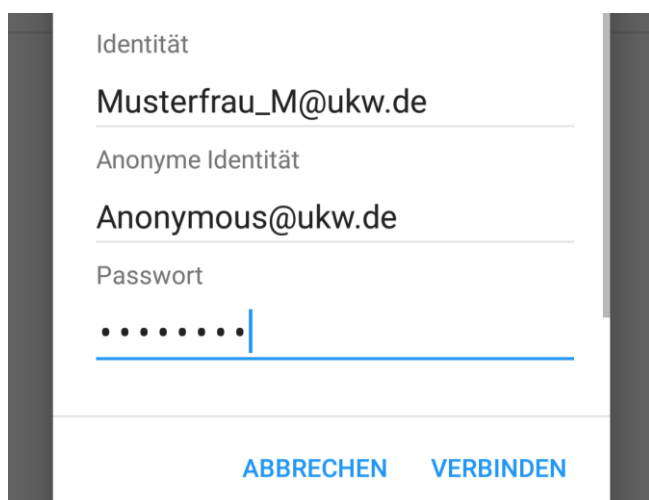 Identität
Musterfrau_M@ukw.de
Anonyme Identität
Anonymous@ukw.de
Passwort
••••••••
ABBRECHEN VERBINDEN